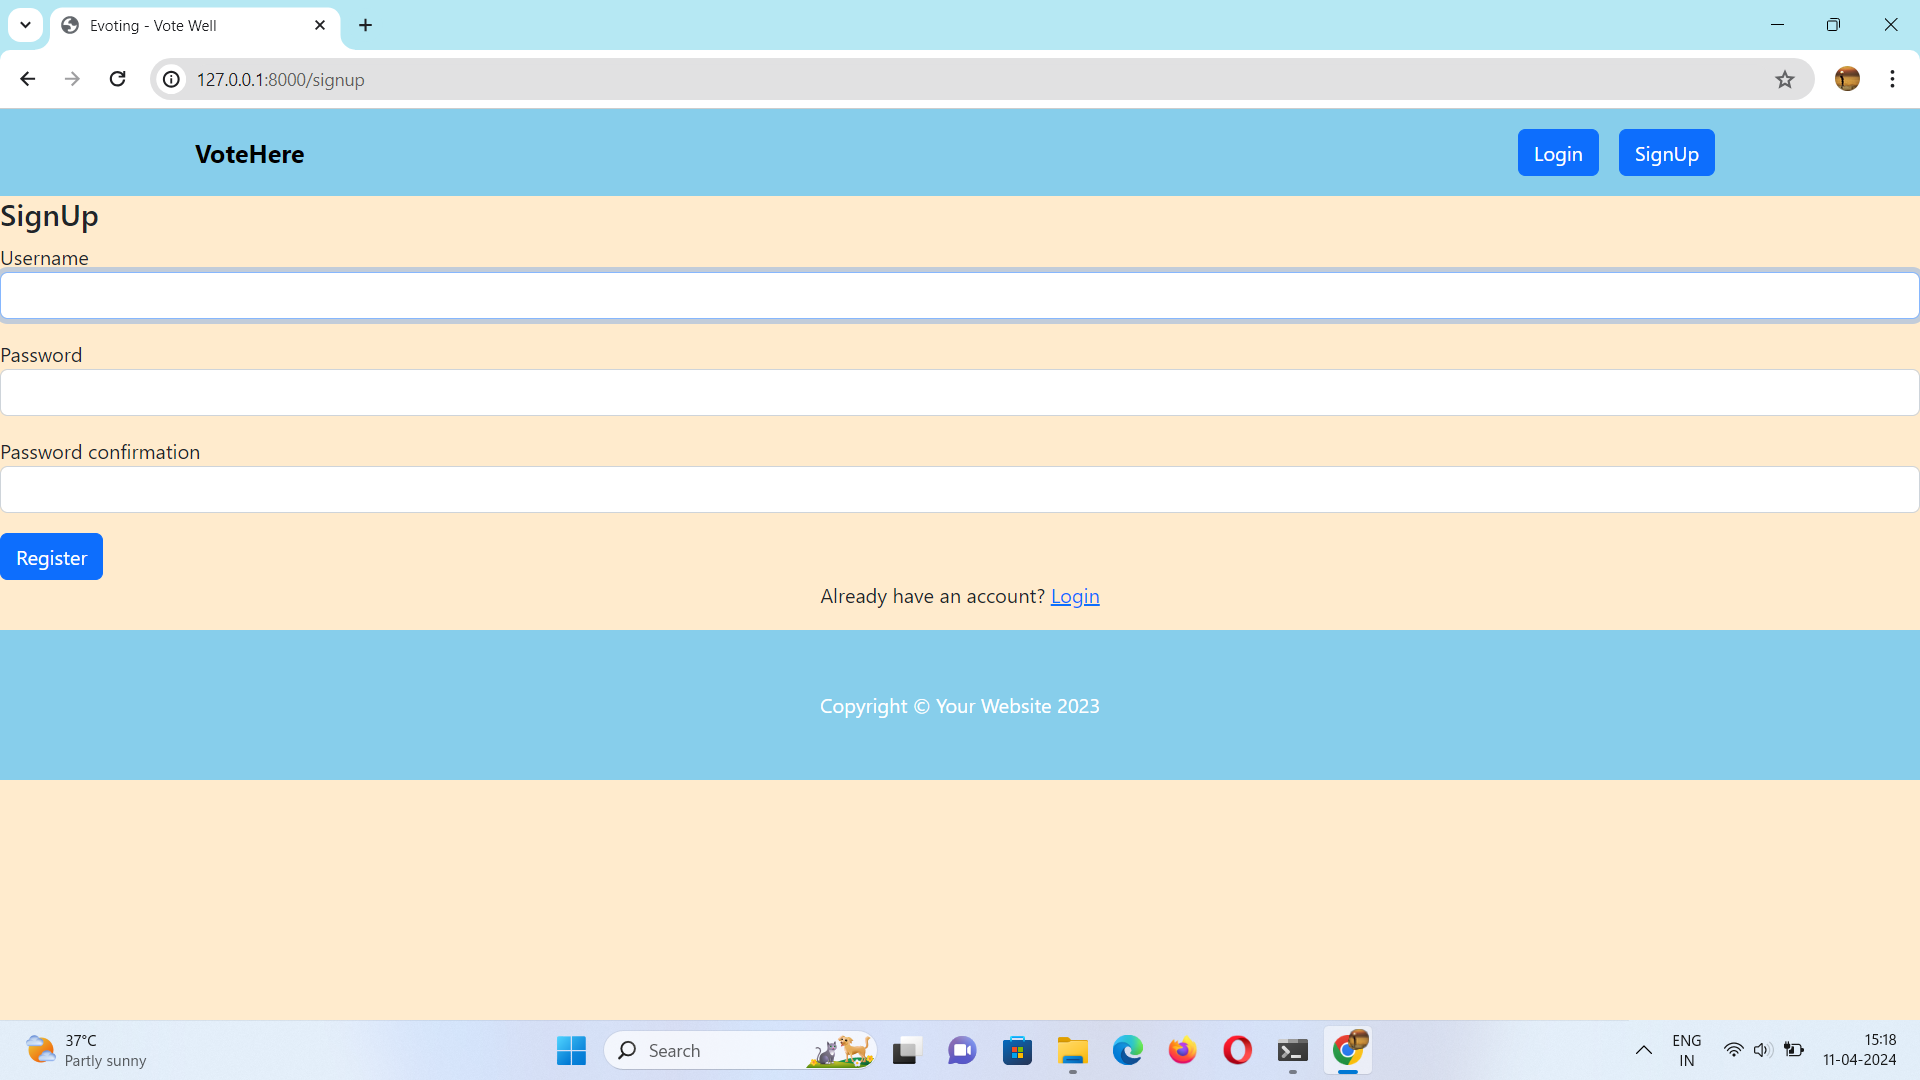 Evoting - Vote Well
127.0.0.1:8000/signup
VoteHere
Login
SignUp
SignUp
Username
Password
Password confirmation
Register
Already have an account? Login
Copyright © Your Website 2023
37°C
Partly sunny
Search
ENG
IN
15:18
11-04-2024